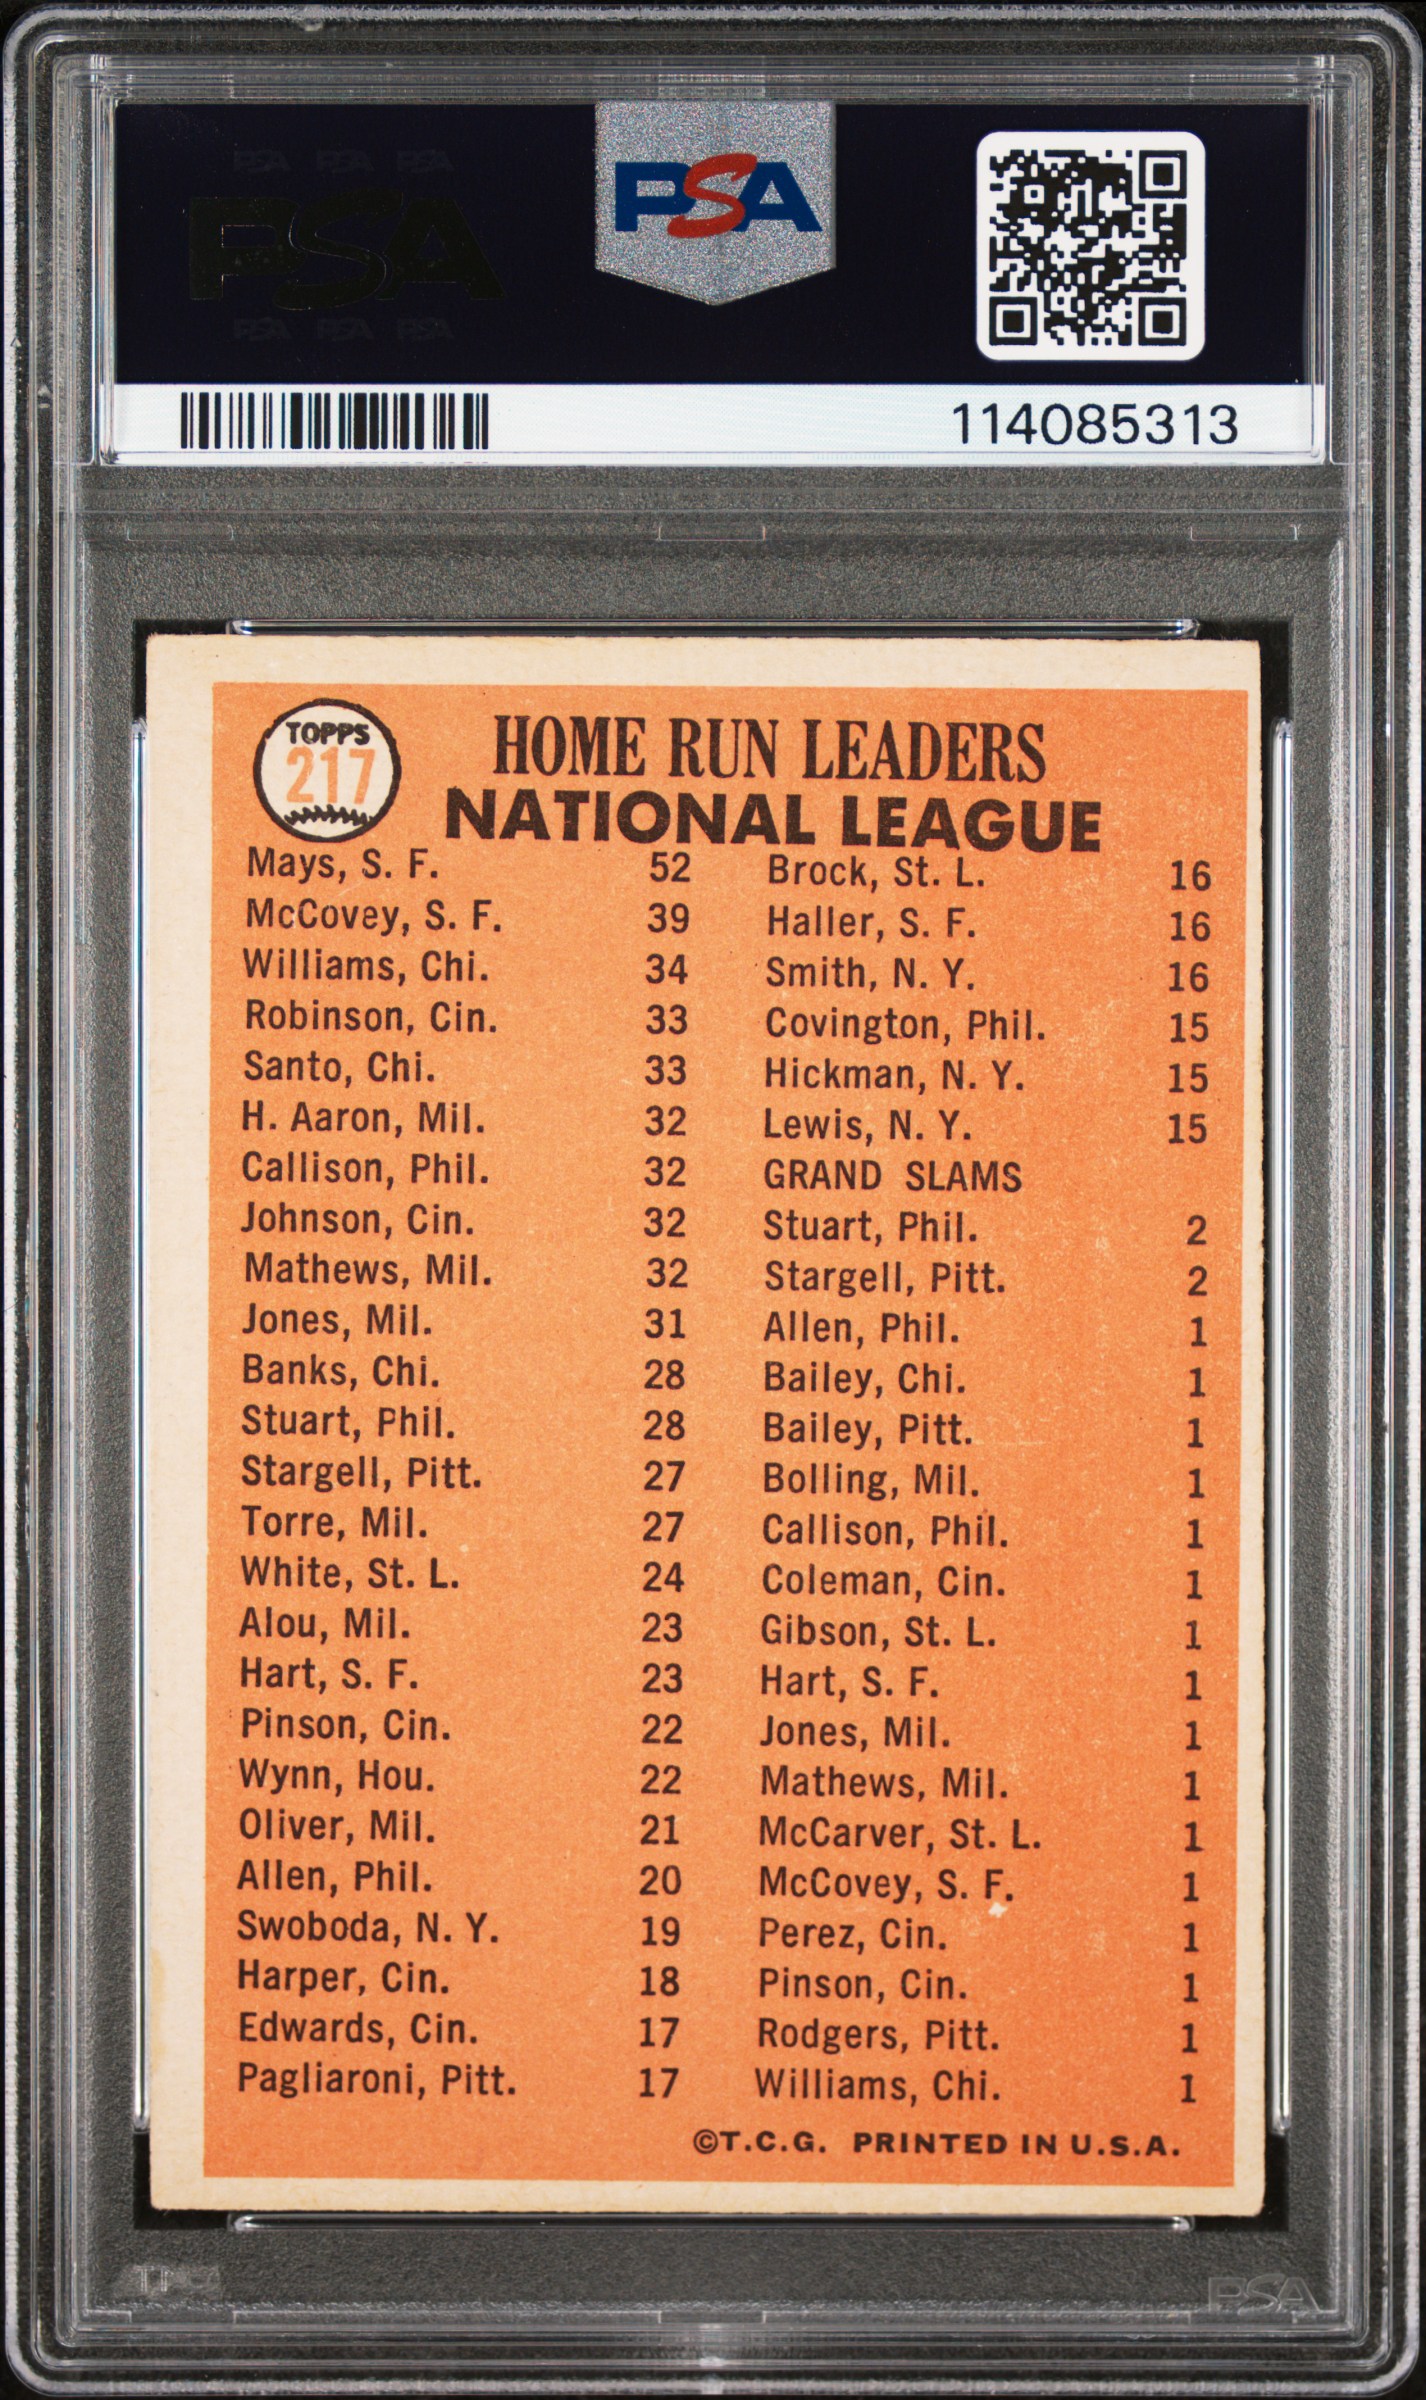 PSA PSA PSA
PSA
PSA PSA PSA
PSA
114085313
TOPPS
217
HOME RUN LEADERS
NATIONAL LEAGUE
Mays, S. F. 52
McCovey, S. F. 39
Williams, Chi. 34
Robinson, Cin. 33
Santo, Chi. 33
H. Aaron, Mil. 32
Callison, Phil. 32
Johnson, Cin. 32
Mathews, Mil. 32
Jones, Mil. 31
Banks, Chi. 28
Stuart, Phil. 28
Stargell, Pitt. 27
Torre, Mil. 27
White, St. L. 24
Alou, Mil. 23
Hart, S. F. 23
Pinson, Cin. 22
Wynn, Hou. 22
Oliver, Mil. 21
Allen, Phil. 20
Swoboda, N. Y. 19
Harper, Cin. 18
Edwards, Cin. 17
Pagliaroni, Pitt. 17
Brock, St. L. 16
Haller, S. F. 16
Smith, N. Y. 16
Covington, Phil. 15
Hickman, N. Y. 15
Lewis, N. Y. 15
GRAND SLAMS
Stuart, Phil. 2
Stargell, Pitt. 2
Allen, Phil. 1
Bailey, Chi. 1
Bailey, Pitt. 1
Bolling, Mil. 1
Callison, Phil. 1
Coleman, Cin. 1
Gibson, St. L. 1
Hart, S. F. 1
Jones, Mil. 1
Mathews, Mil. 1
McCarver, St. L. 1
McCovey, S. F. 1
Perez, Cin. 1
Pinson, Cin. 1
Rodgers, Pitt. 1
Williams, Chi. 1
©T.C.G. PRINTED IN U.S.A.
PSA